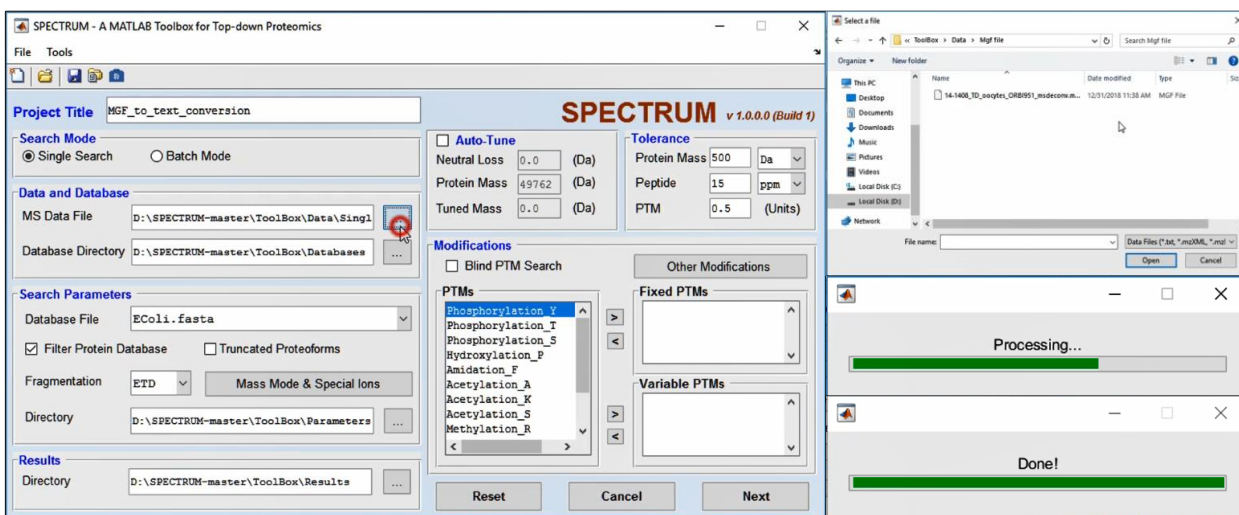 SPECTRUM - A MATLAB Toolbox for Top-down Proteomics
File Tools
Project Title MGF_to_text_conversion
SPECTRUM v 1.0.0.0 (Build 1)
Search Mode
Single Search Batch Mode
Data and Database
MS Data File D:\SPECTRUM-master\ToolBox\Data\Singl
Database Directory D:\SPECTRUM-master\ToolBox\Databases ...
Search Parameters
Database File EColi.fasta
Filter Protein Database Truncated Proteoforms
Fragmentation ETD Mass Mode & Special Ions
Directory D:\SPECTRUM-master\ToolBox\Parameters ...
Results
Directory D:\SPECTRUM-master\ToolBox\Results ...
Auto-Tune
Neutral Loss 0.0 (Da)
Protein Mass 49762 (Da)
Tuned Mass 0.0 (Da)
Tolerance
Protein Mass 500 Da
Peptide 15 ppm
PTM 0.5 (Units)
Modifications
Blind PTM Search Other Modifications
PTMs
Phosphorylation_Y
Phosphorylation_T
Phosphorylation_S
Hydroxylation_P
Amidation_F
Acetylation_A
Acetylation_K
Acetylation_S
Methylation_R
> <
> <
Fixed PTMs
Variable PTMs
Reset Cancel Next
Select a file
« ToolBox > Data > Mgf file Search Mgf file
Organize New folder
This PC
Desktop
Documents
Downloads
Music
Pictures
Videos
Local Disk (C:)
Local Disk (D:)
Network
Name Date modified Type
14-1408_TD_oocytes_ORBI951_msdeconv.m... 12/31/2018 11:38 AM MGF File
File name: Data Files (*.txt, *.mzXML, *.mzl
Open Cancel
Processing...
Done!